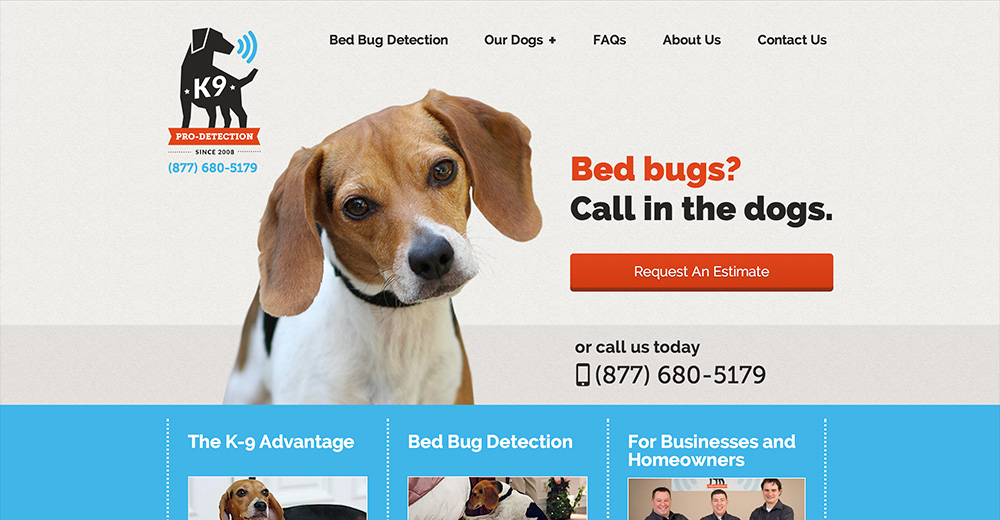 K9
PRO-DETECTION
SINCE 2008
(877) 680-5179
Bed Bug Detection
Our Dogs +
FAQs
About Us
Contact Us
Bed bugs?
Call in the dogs.
Request An Estimate
or call us today
(877) 680-5179
The K-9 Advantage
Bed Bug Detection
For Businesses and
Homeowners